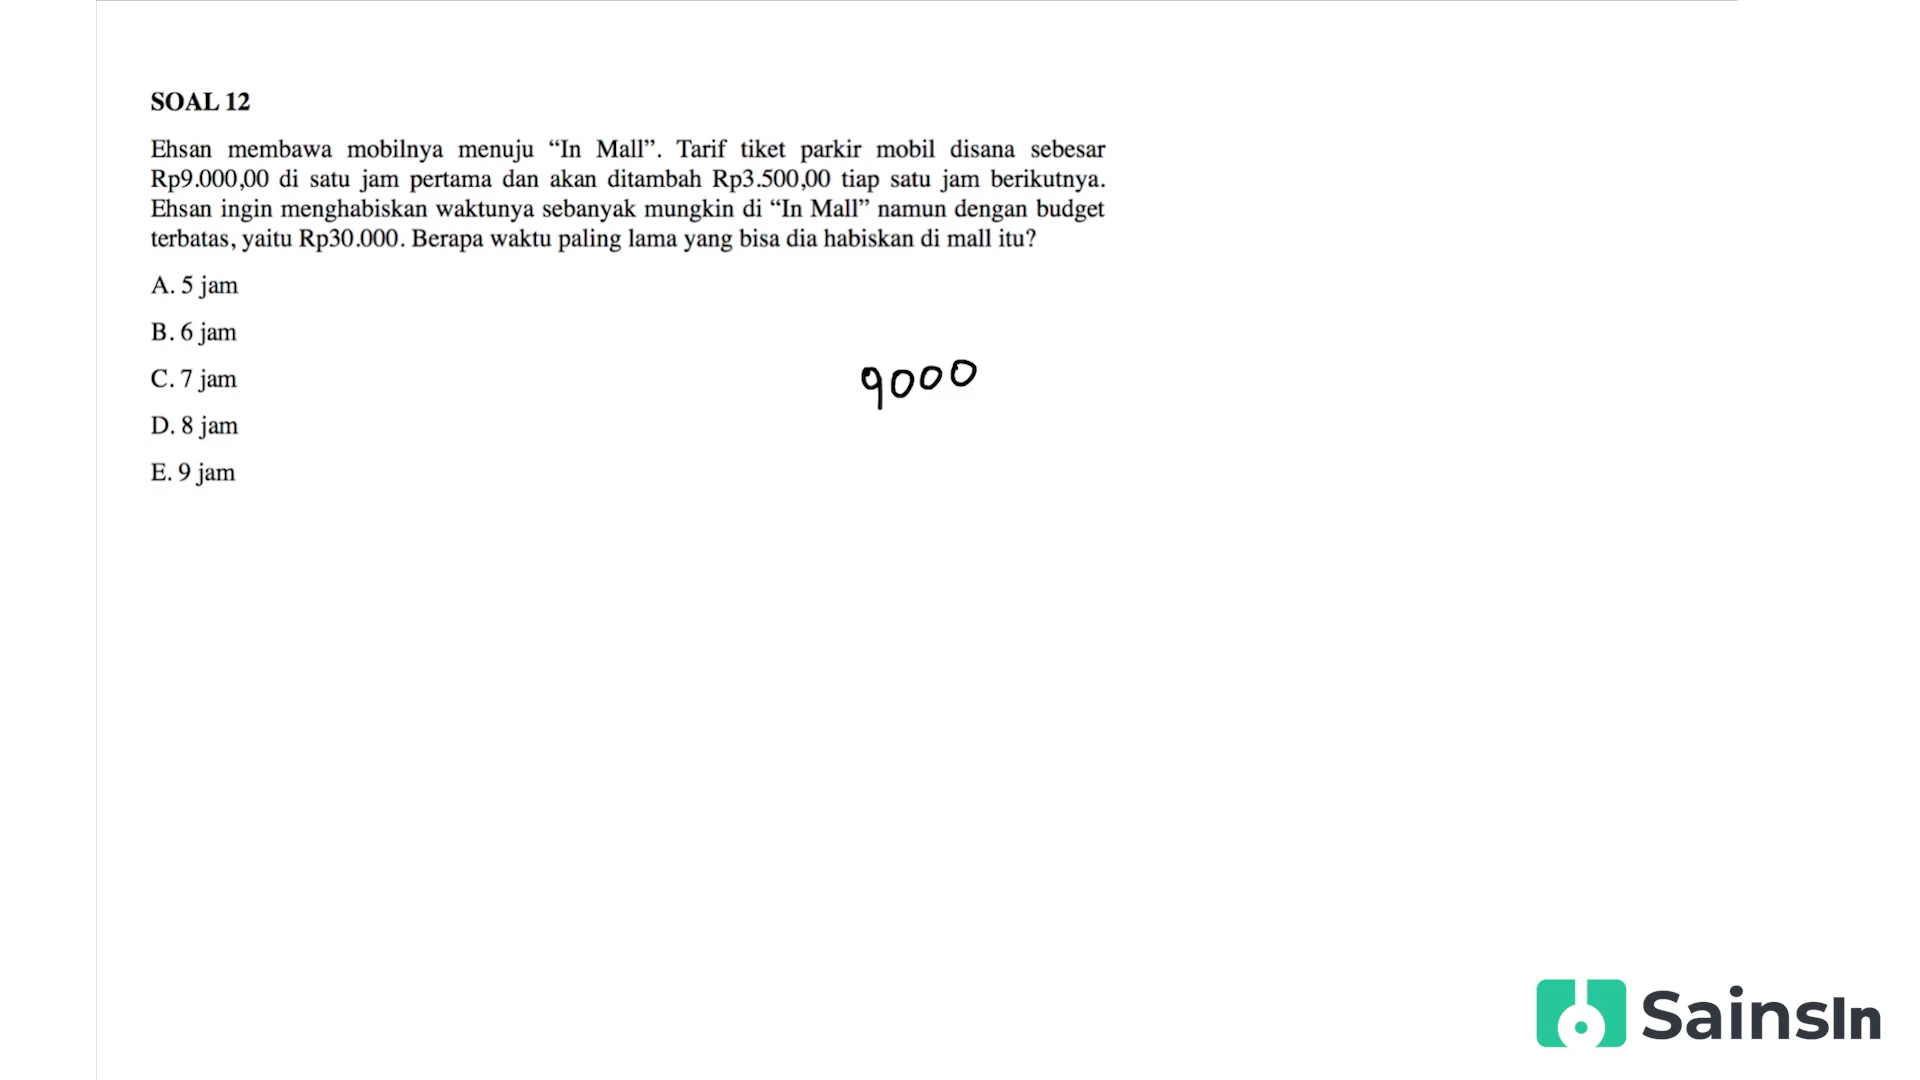 SOAL 12
Ehsan membawa mobilnya menuju “In Mall”. Tarif tiket parkir mobil disana sebesar
Rp9.000,00 di satu jam pertama dan akan ditambah Rp3.500,00 tiap satu jam berikutnya.
Ehsan ingin menghabiskan waktunya sebanyak mungkin di “In Mall” namun dengan budget
terbatas, yaitu Rp30.000. Berapa waktu paling lama yang bisa dia habiskan di mall itu?
A. 5 jam
B. 6 jam
C. 7 jam
D. 8 jam
E. 9 jam
9000
SainsIn